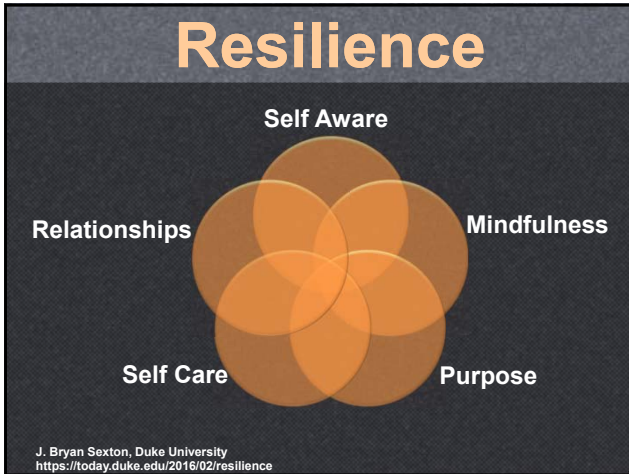 Resilience
Self Aware
Relationships
Mindfulness
Self Care
Purpose
J. Bryan Sexton, Duke University
https://today.duke.edu/2016/02/resilience